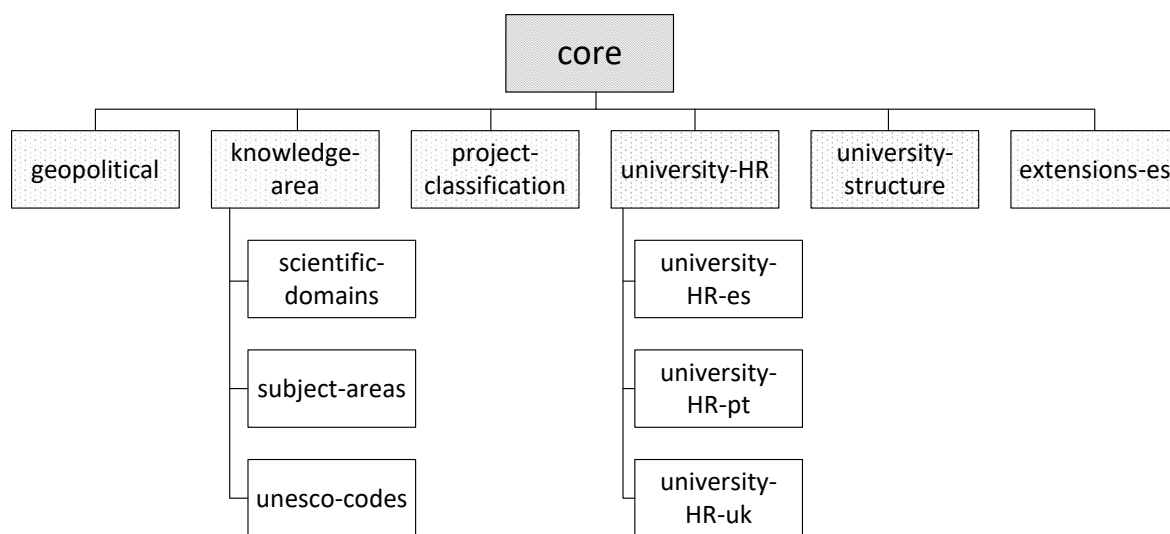 core
geopolitical
knowledge-
area
project-
classification
university-HR
university-
structure
extensions-es
scientific-
domains
subject-areas
unesco-codes
university-
HR-es
university-
HR-pt
university-
HR-uk